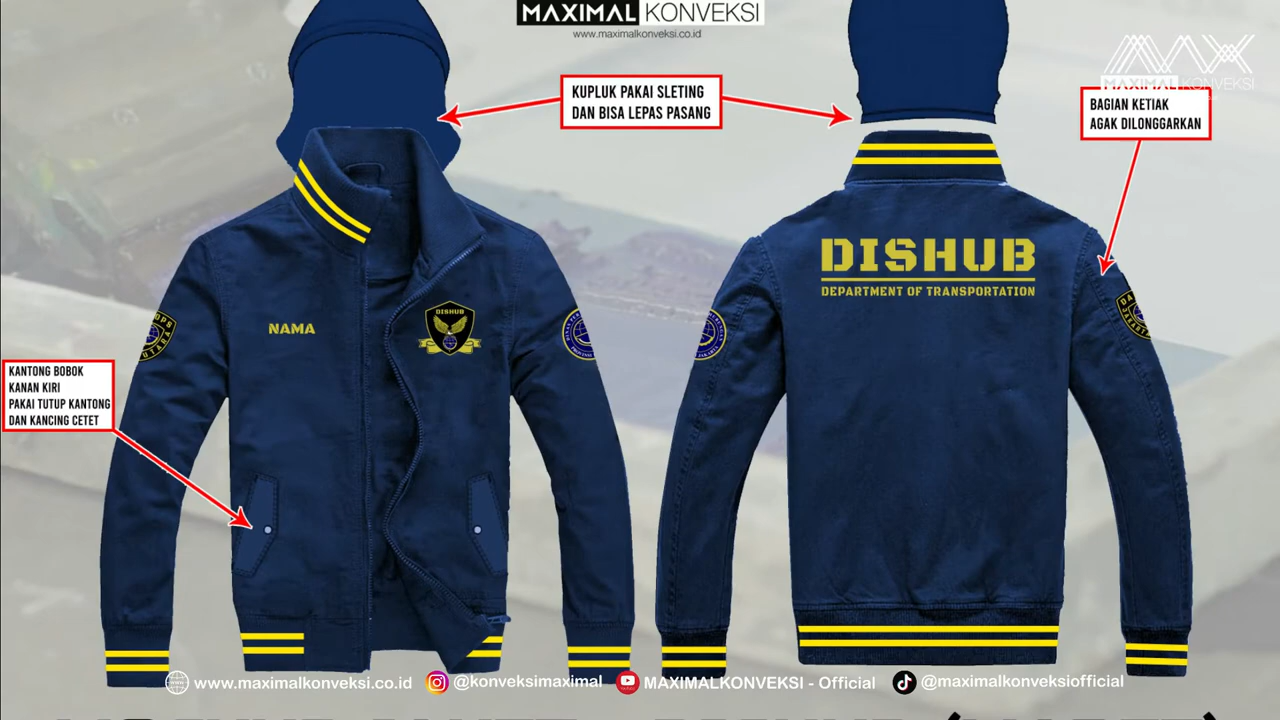 MAXIMAL KONVEKSI
www.maximalkonveksi.co.id
MAXIMAL KONVEKSI
KUPLUK PAKAI SLETING
DAN BISA LEPAS PASANG
BAGIAN KETIAK
AGAK DILONGGARKAN
DISHUB
DEPARTMENT OF TRANSPORTATION
NAMA
DISHUB
KANTONG BOBOK
KANAN KIRI
PAKAI TUTUP KANTONG
DAN KANCING CETET
www.maximalkonveksi.co.id
@konveksimaximal
MAXIMALKONVEKSI - Official
@maximalkonveksiofficial